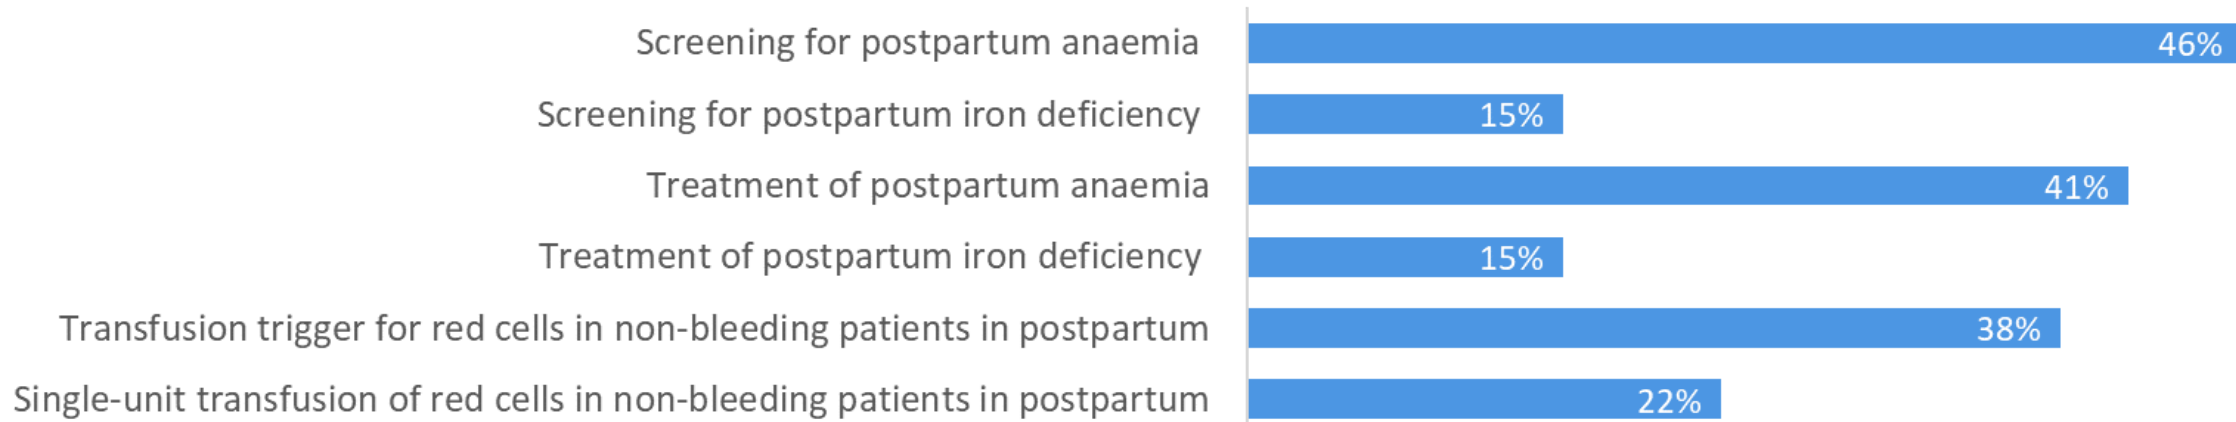 Screening for postpartum anaemia 46%
Screening for postpartum iron deficiency 15%
Treatment of postpartum anaemia 41%
Treatment of postpartum iron deficiency 15%
Transfusion trigger for red cells in non-bleeding patients in postpartum 38%
Single-unit transfusion of red cells in non-bleeding patients in postpartum 22%